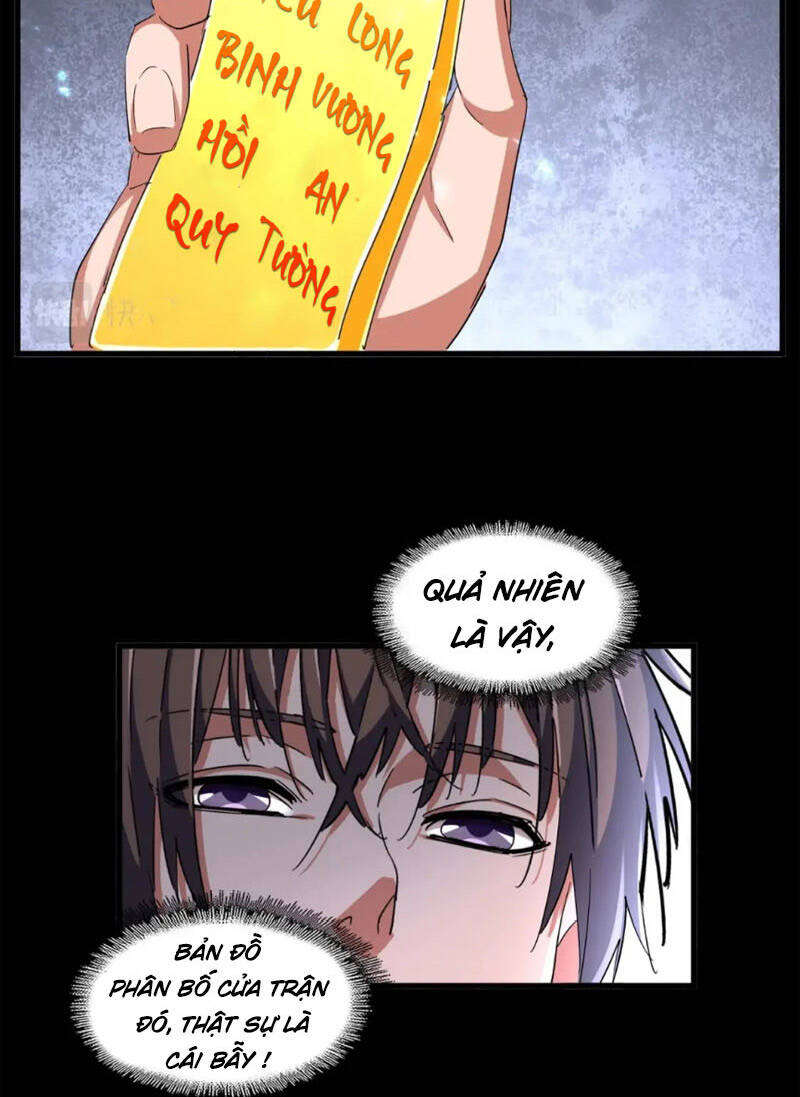 LONG
BINH VƯƠNG
HỒI AN
QUY TƯỜNG
QUẢ NHIÊN
LÀ VẬY,
BẢN ĐỒ
PHÂN BỐ CỬA TRẬN
ĐÓ, THẬT SỰ LÀ
CÁI BẪY !